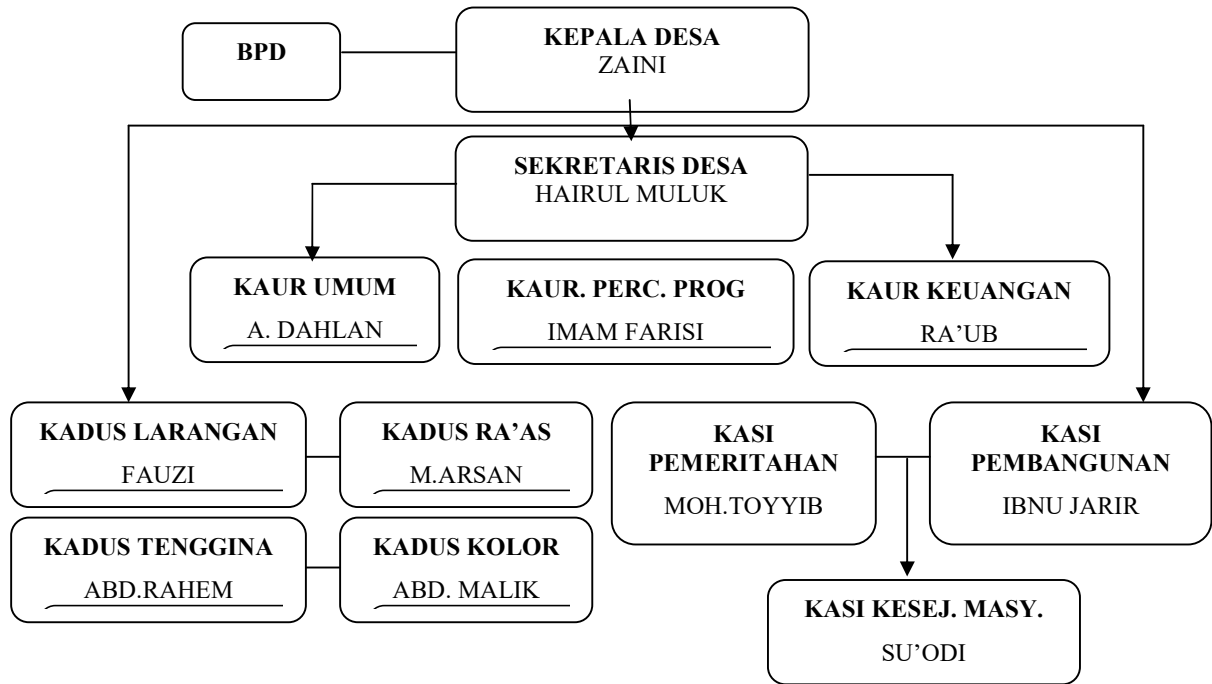 BPD
KEPALA DESA
ZAINI
SEKRETARIS DESA
HAIRUL MULUK
KAUR UMUM
A. DAHLAN
KAUR. PERC. PROG
IMAM FARISI
KAUR KEUANGAN
RA’UB
KADUS LARANGAN
FAUZI
KADUS RA’AS
M.ARSAN
KASI
PEMERITAHAN
MOH.TOYYIB
KASI
PEMBANGUNAN
IBNU JARIR
KADUS TENGGINA
ABD.RAHEM
KADUS KOLOR
ABD. MALIK
KASI KESEJ. MASY.
SU’ODI